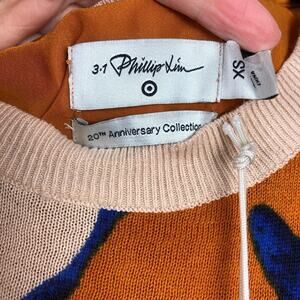 3.1 Phillip Lim
20th Anniversary Collection
XS